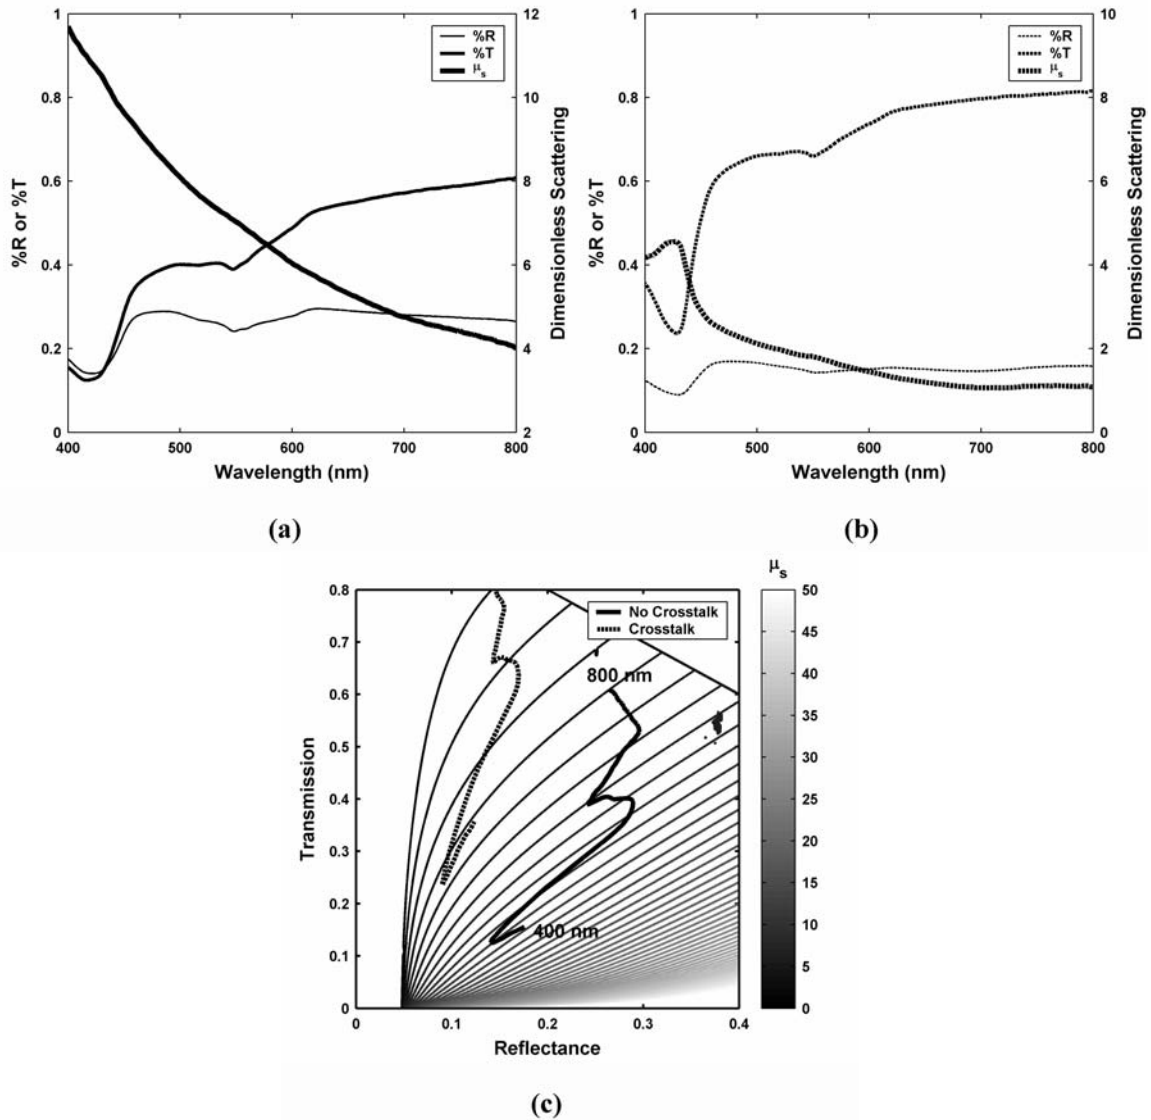 1
0.8
0.6
0.4
0.2
0
%R or %T
12
10
8
6
4
2
Dimensionless Scattering
%R
%T
μs
400 500 600 700 800
Wavelength (nm)
(a)
1
0.8
0.6
0.4
0.2
0
%R or %T
10
8
6
4
2
0
Dimensionless Scattering
%R
%T
μs
400 500 600 700 800
Wavelength (nm)
(b)
0.8
0.7
0.6
0.5
0.4
0.3
0.2
0.1
0
Transmission
No Crosstalk
Crosstalk
800 nm
400 nm
0 0.1 0.2 0.3 0.4
Reflectance
μs
50
45
40
35
30
25
20
15
10
5
0
(c)